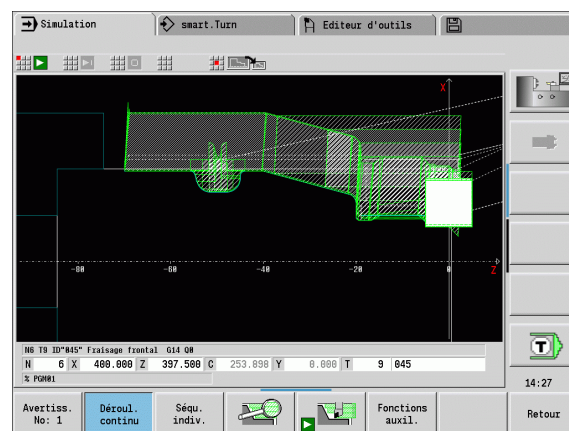 Simulation smart.Turn Editeur d'outils
X
-80 -60 -40 -20 0 Z
N6 T9 ID"045" Fraisage frontal G14 Q0
N 6 X 400.000 Z 397.500 C 253.890 Y 0.000 T 9 045
% PGM01
T
14:27
Avertiss. No: 1
Déroul. continu
Séqu. indiv.
Fonctions auxil.
Retour